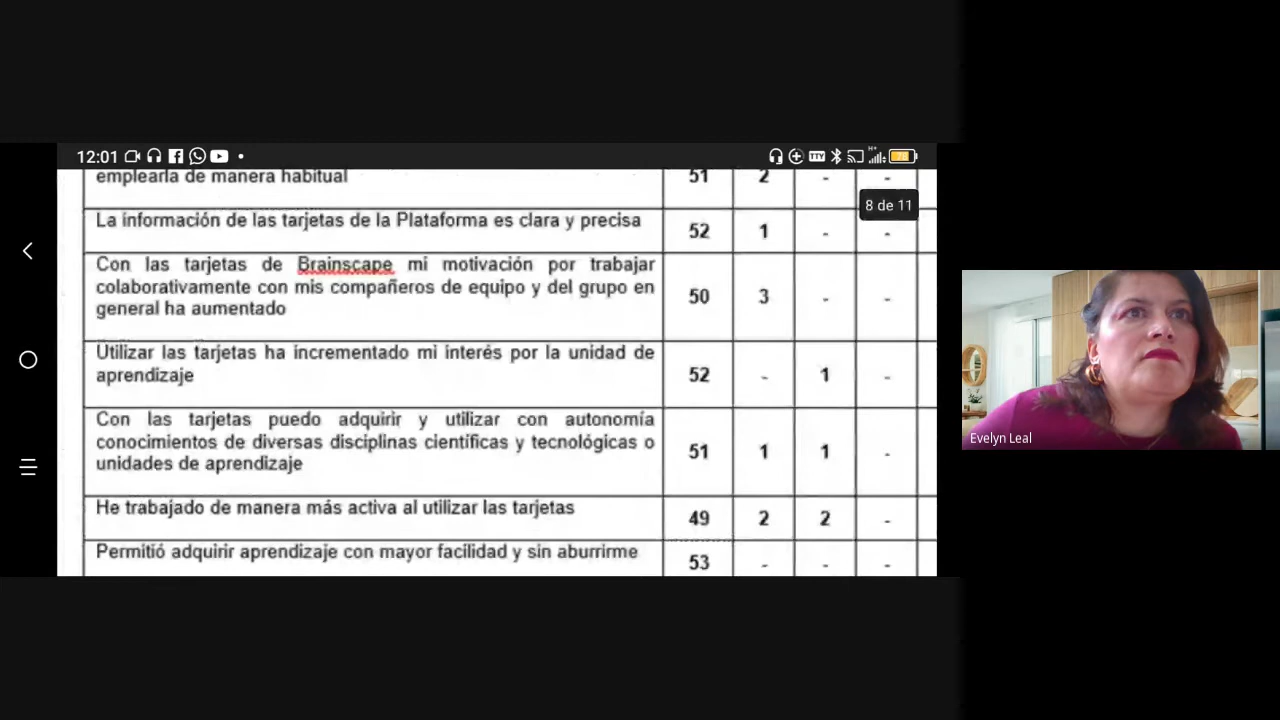 12:01
TTY H+ 76
emplearla de manera habitual 51 2 - -
8 de 11
La información de las tarjetas de la Plataforma es clara y precisa 52 1 - -
Con las tarjetas de Brainscape mi motivación por trabajar
colaborativamente con mis compañeros de equipo y del grupo en 50 3 - -
general ha aumentado
Utilizar las tarjetas ha incrementado mi interés por la unidad de
aprendizaje 52 - 1 -
Con las tarjetas puedo adquirir y utilizar con autonomía
conocimientos de diversas disciplinas científicas y tecnológicas o 51 1 1 -
unidades de aprendizaje
He trabajado de manera más activa al utilizar las tarjetas 49 2 2 -
Permitió adquirir aprendizaje con mayor facilidad y sin aburrirme 53 - - -
Evelyn Leal